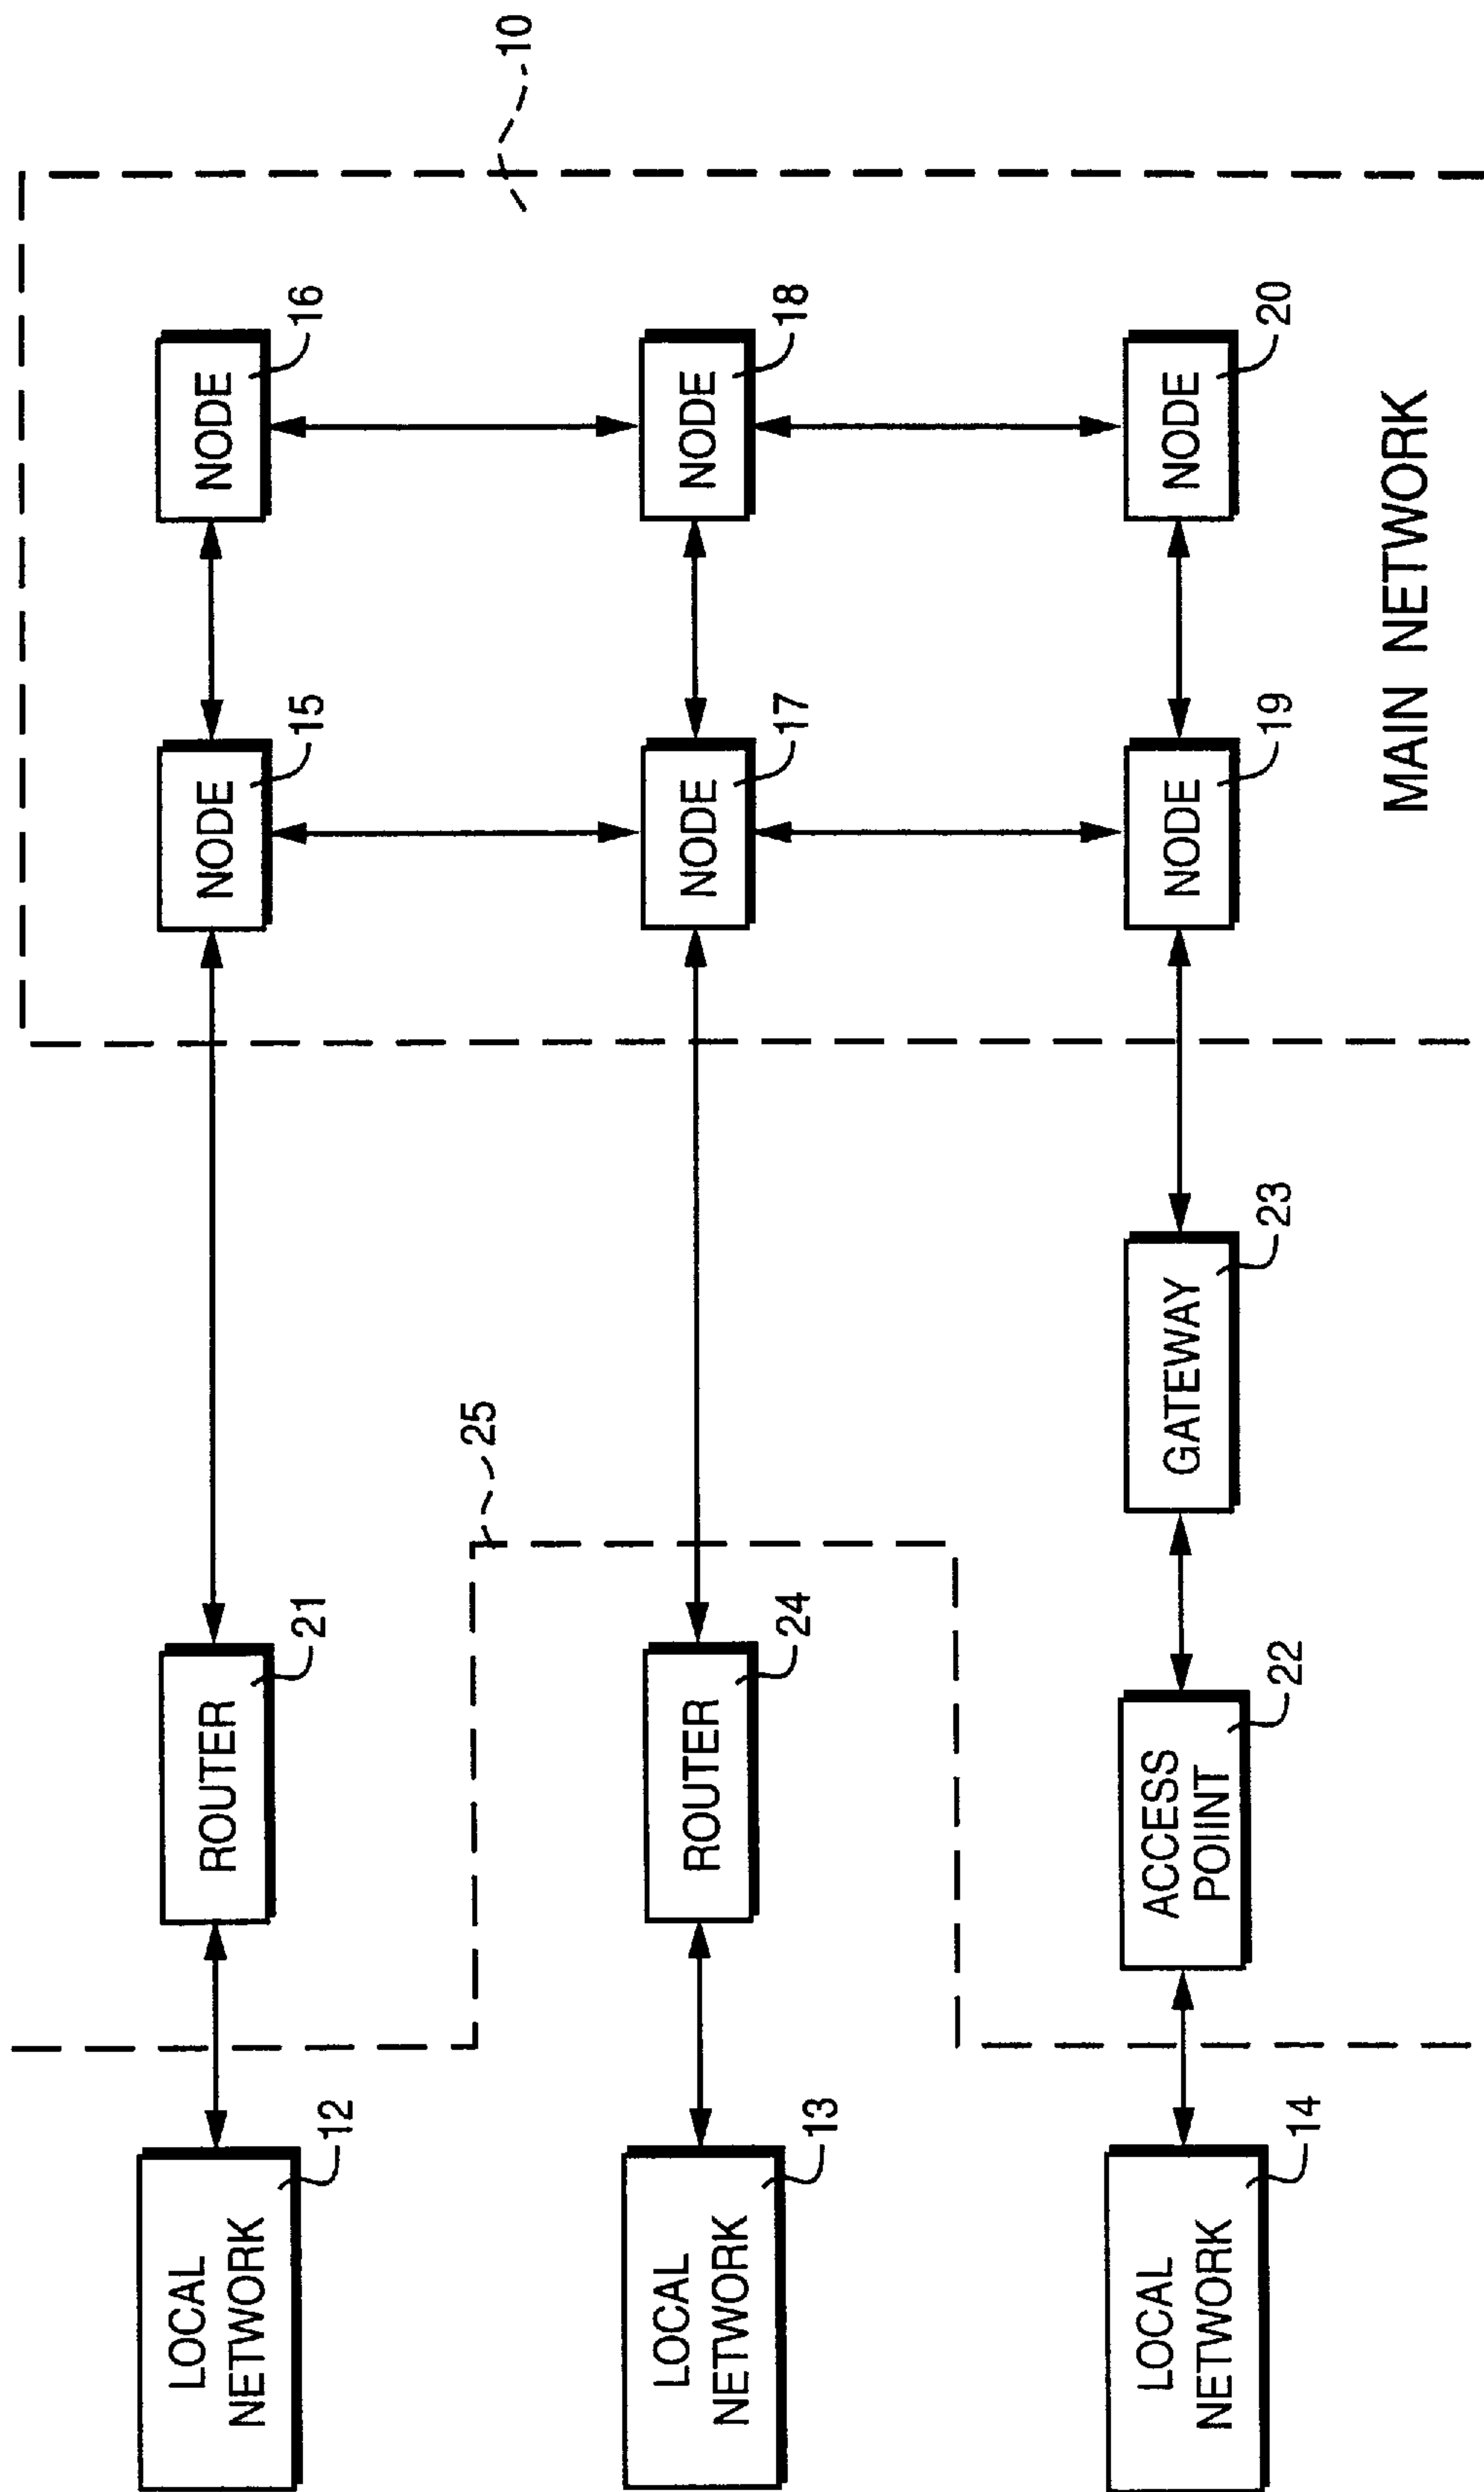 LOCAL
NETWORK
12
ROUTER
21
NODE
15
NODE
16
10
25
LOCAL
NETWORK
13
ROUTER
24
NODE
17
NODE
18
LOCAL
NETWORK
14
ACCESS
POIINT
22
GATEWAY
23
NODE
19
NODE
20
MAIN NETWORK